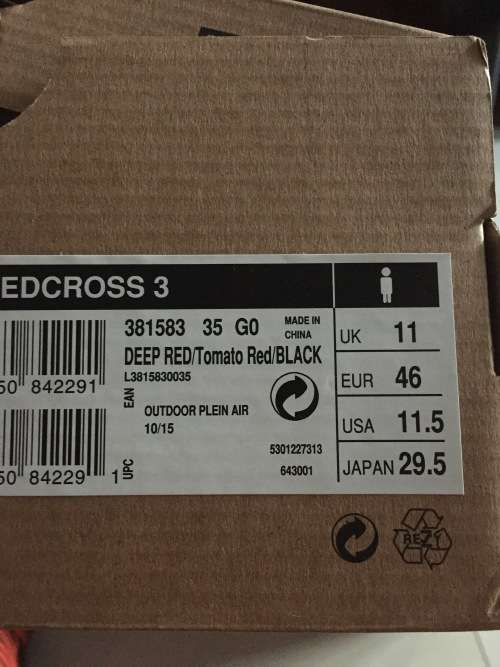 EDCROSS 3
381583 35 G0 MADE IN CHINA
DEEP RED/Tomato Red/BLACK
L3815830035
EAN
50 842291
OUTDOOR PLEIN AIR
10/15
5301227313
643001
50 84229 1
UPC
UK 11
EUR 46
USA 11.5
JAPAN 29.5
REZY